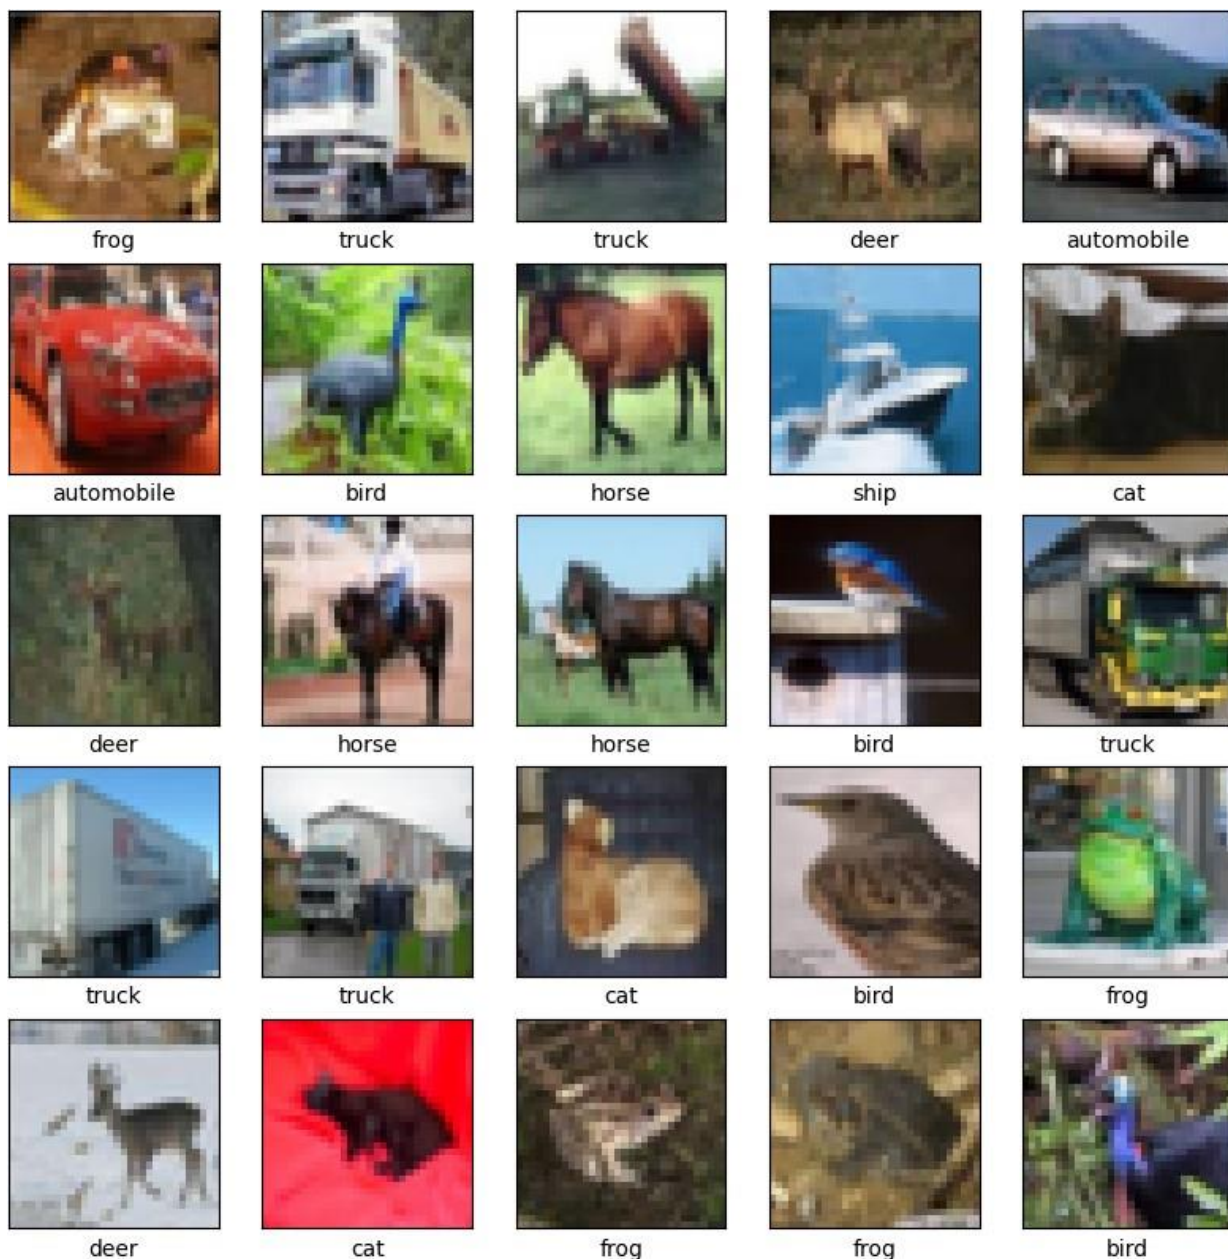 frog truck truck deer automobile
automobile bird horse ship cat
deer horse horse bird truck
truck truck cat bird frog
deer cat frog frog bird